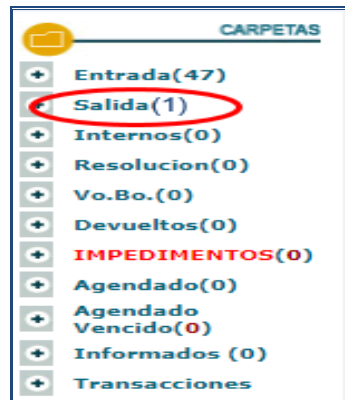 CARPETAS
Entrada(47)
Salida(1)
Internos(0)
Resolucion(0)
Vo.Bo.(0)
Devueltos(0)
IMPEDIMENTOS(0)
Agendado(0)
Agendado
Vencido(0)
Informados (0)
Transacciones